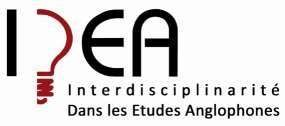 IDEA
Interdisciplinarité
Dans les Etudes Anglophones